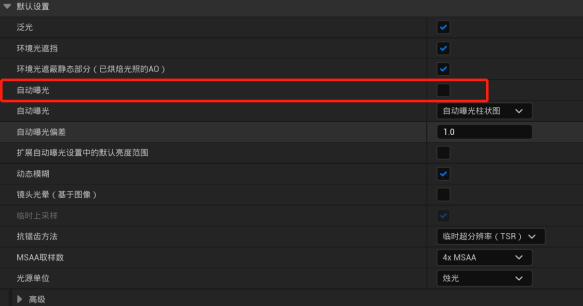 默认设置
泛光
环境光遮挡
环境光遮蔽静态部分（已烘焙光照的AO）
自动曝光
自动曝光 自动曝光柱状图
自动曝光偏差 1.0
扩展自动曝光设置中的默认亮度范围
动态模糊
镜头光晕（基于图像）
临时上采样
抗锯齿方法 临时超分辨率（TSR）
MSAA取样数 4x MSAA
光源单位 烛光
高级